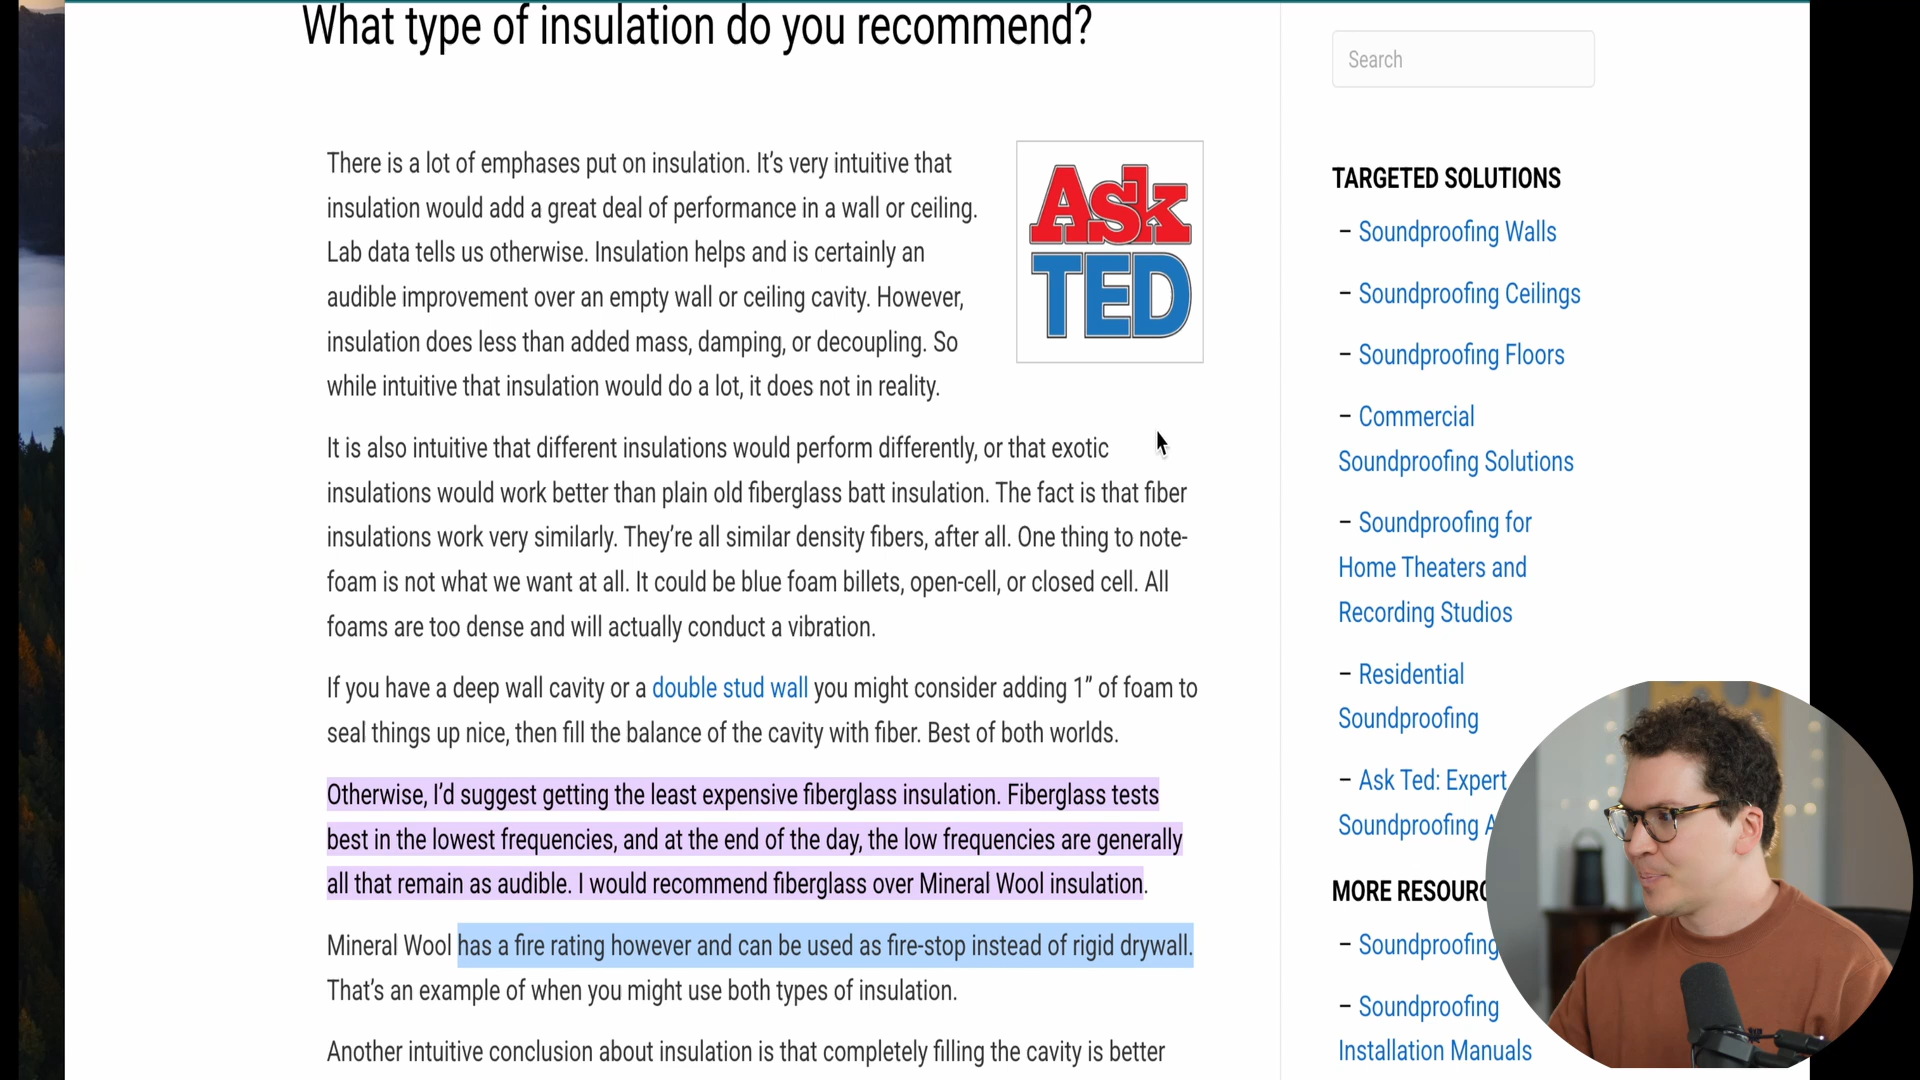 What type of insulation do you recommend?
There is a lot of emphases put on insulation. It's very intuitive that
insulation would add a great deal of performance in a wall or ceiling.
Lab data tells us otherwise. Insulation helps and is certainly an
audible improvement over an empty wall or ceiling cavity. However,
insulation does less than added mass, damping, or decoupling. So
while intuitive that insulation would do a lot, it does not in reality.
Ask
TED
It is also intuitive that different insulations would perform differently, or that exotic
insulations would work better than plain old fiberglass batt insulation. The fact is that fiber
insulations work very similarly. They're all similar density fibers, after all. One thing to note-
foam is not what we want at all. It could be blue foam billets, open-cell, or closed cell. All
foams are too dense and will actually conduct a vibration.
If you have a deep wall cavity or a double stud wall you might consider adding 1” of foam to
seal things up nice, then fill the balance of the cavity with fiber. Best of both worlds.
Otherwise, I'd suggest getting the least expensive fiberglass insulation. Fiberglass tests
best in the lowest frequencies, and at the end of the day, the low frequencies are generally
all that remain as audible. I would recommend fiberglass over Mineral Wool insulation.
Mineral Wool has a fire rating however and can be used as fire-stop instead of rigid drywall.
That's an example of when you might use both types of insulation.
Another intuitive conclusion about insulation is that completely filling the cavity is better
Search
TARGETED SOLUTIONS
– Soundproofing Walls
– Soundproofing Ceilings
– Soundproofing Floors
– Commercial
Soundproofing Solutions
– Soundproofing for
Home Theaters and
Recording Studios
– Residential
Soundproofing
– Ask Ted: Expert
Soundproofing
MORE
– Soundproofing
– Soundproofing
Installation Manuals